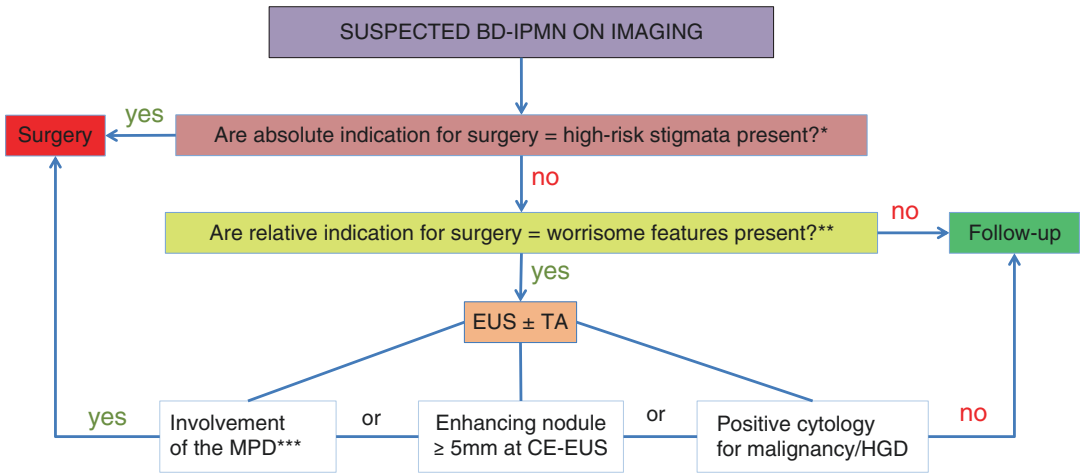 SUSPECTED BD-IPMN ON IMAGING
yes
Surgery
Are absolute indication for surgery = high-risk stigmata present?*
no
Are relative indication for surgery = worrisome features present?**
no
Follow-up
yes
EUS ± TA
yes
Involvement
of the MPD***
or
Enhancing nodule
≥ 5mm at CE-EUS
or
Positive cytology
for malignancy/HGD
no